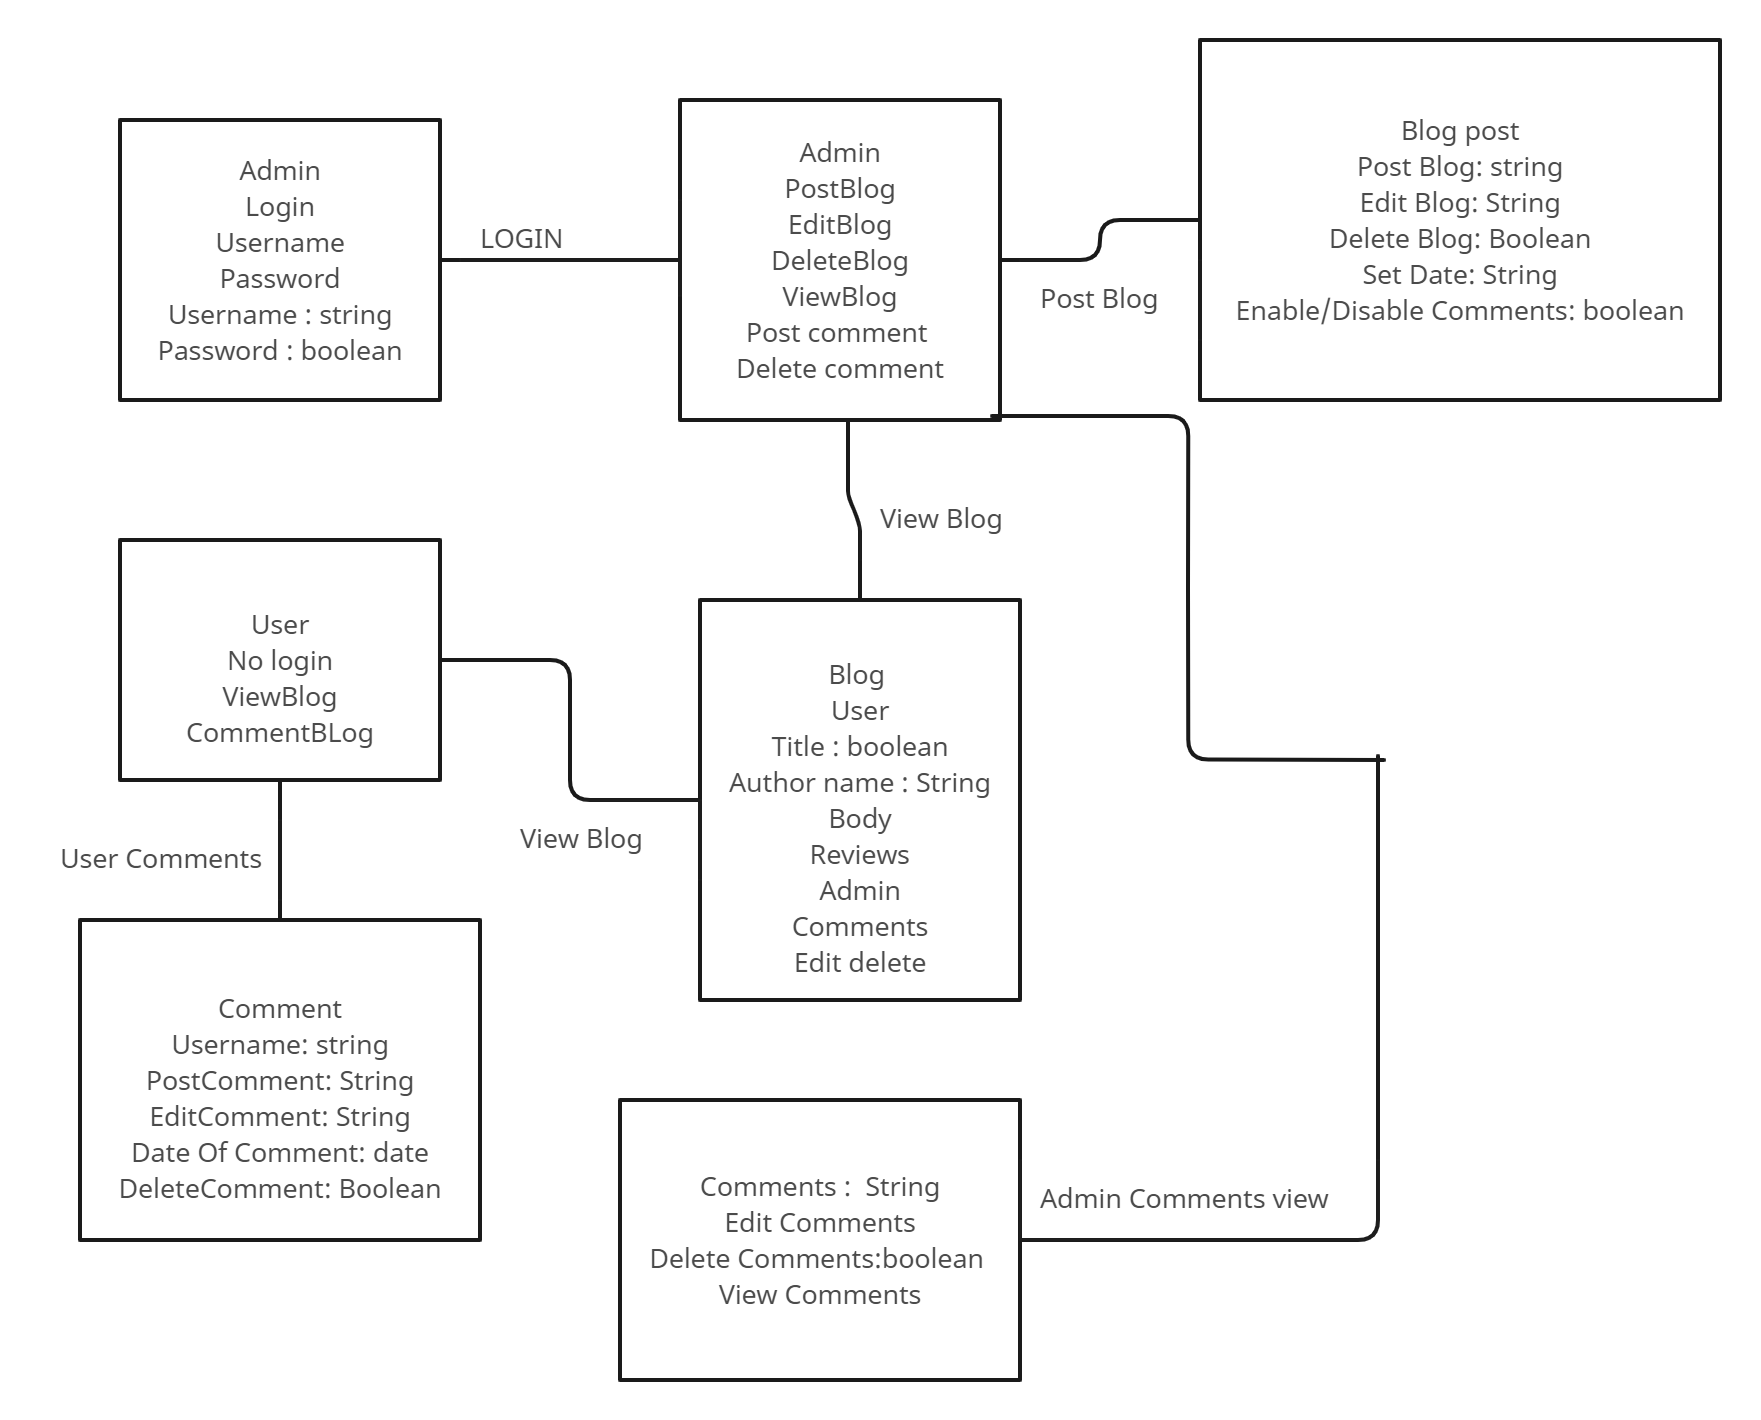 Admin
Login
Username
Password
Username : string
Password : boolean
LOGIN
Admin
PostBlog
EditBlog
DeleteBlog
ViewBlog
Post comment
Delete comment
Post Blog
Blog post
Post Blog: string
Edit Blog: String
Delete Blog: Boolean
Set Date: String
Enable/Disable Comments: boolean
View Blog
User
No login
ViewBlog
CommentBLog
View Blog
Blog
User
Title : boolean
Author name : String
Body
Reviews
Admin
Comments
Edit delete
User Comments
Comment
Username: string
PostComment: String
EditComment: String
Date Of Comment: date
DeleteComment: Boolean
Comments :  String
Edit Comments
Delete Comments:boolean
View Comments
Admin Comments view